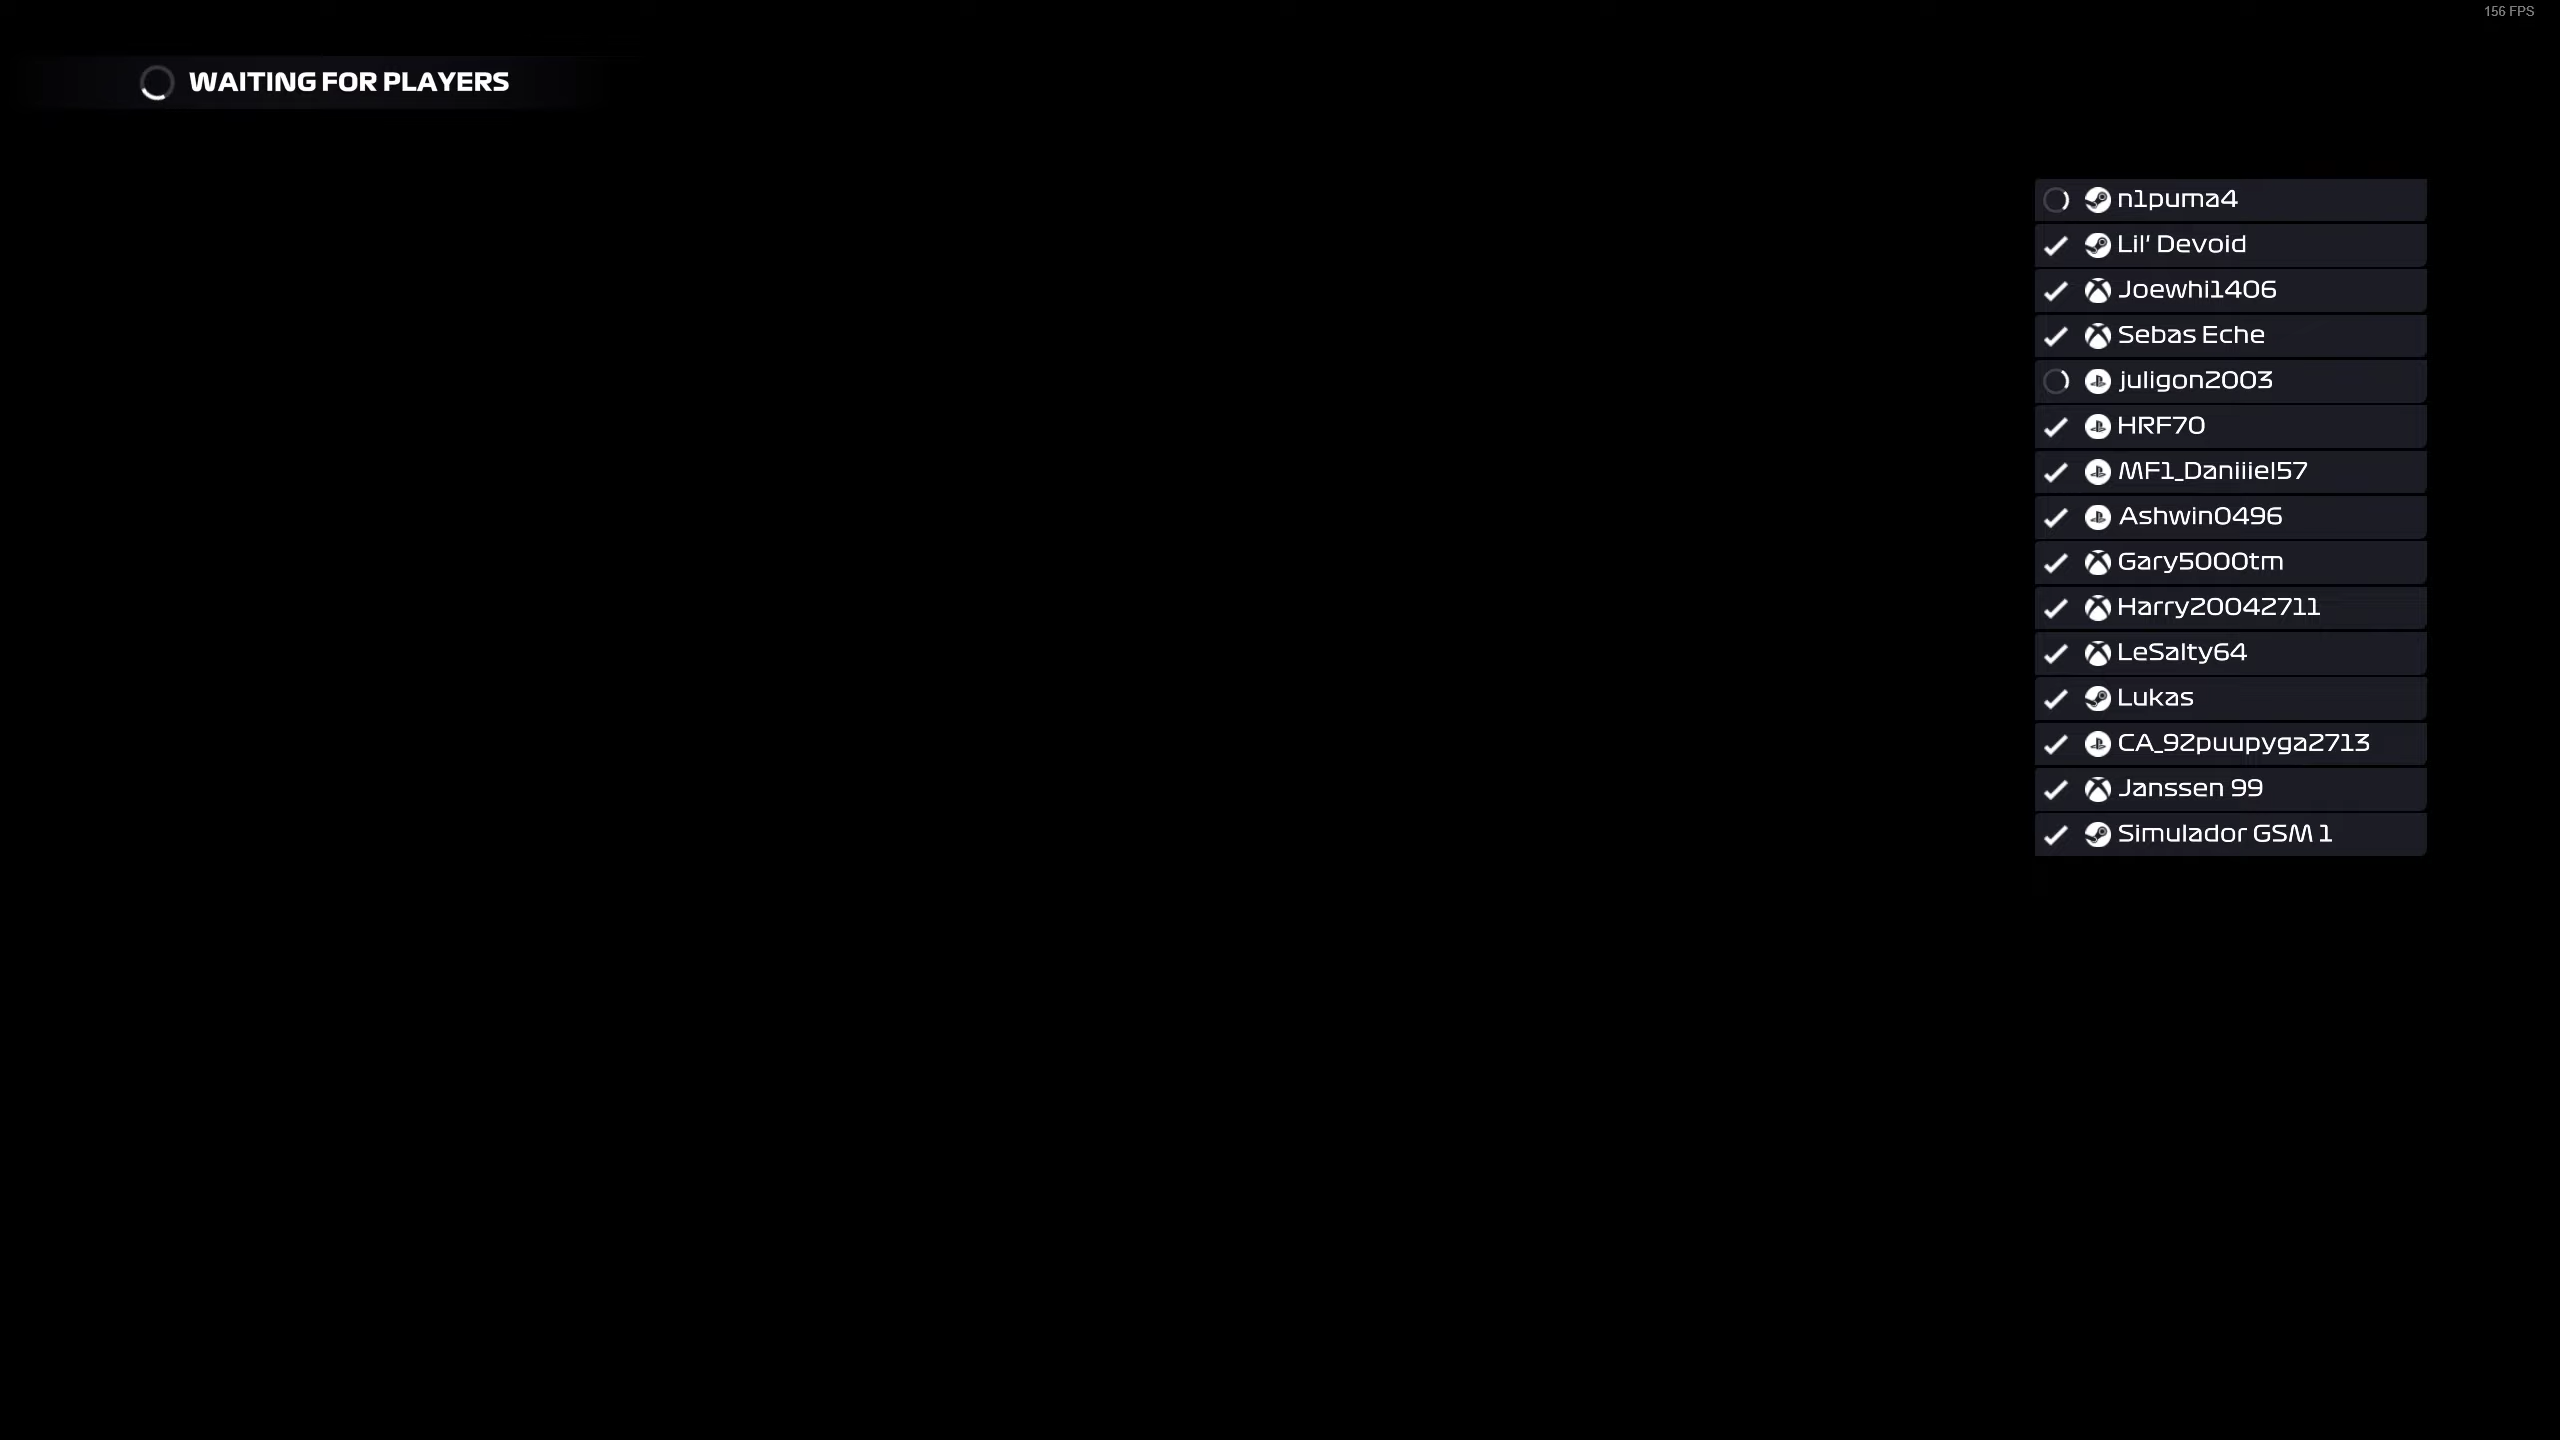 156 FPS
WAITING FOR PLAYERS
n1puma4
Lil' Devoid
Joewhi1406
Sebas Eche
juligon2003
HRF70
MF1_Daniiiel57
Ashwin0496
Gary5000tm
Harry20042711
LeSalty64
Lukas
CA_92puupyga2713
Janssen 99
Simulador GSM 1